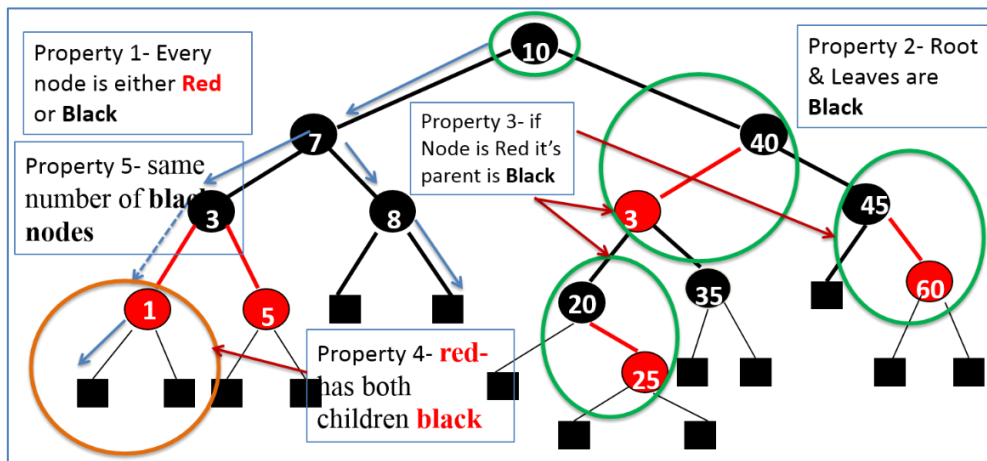 Property 1- Every
node is either Red
or Black
10
Property 2- Root
& Leaves are
Black
7
Property 3- if
Node is Red it's
parent is Black
40
Property 5- same
number of black
nodes
3
8
3
45
1
5
20
35
60
Property 4- red-
has both
children black
25